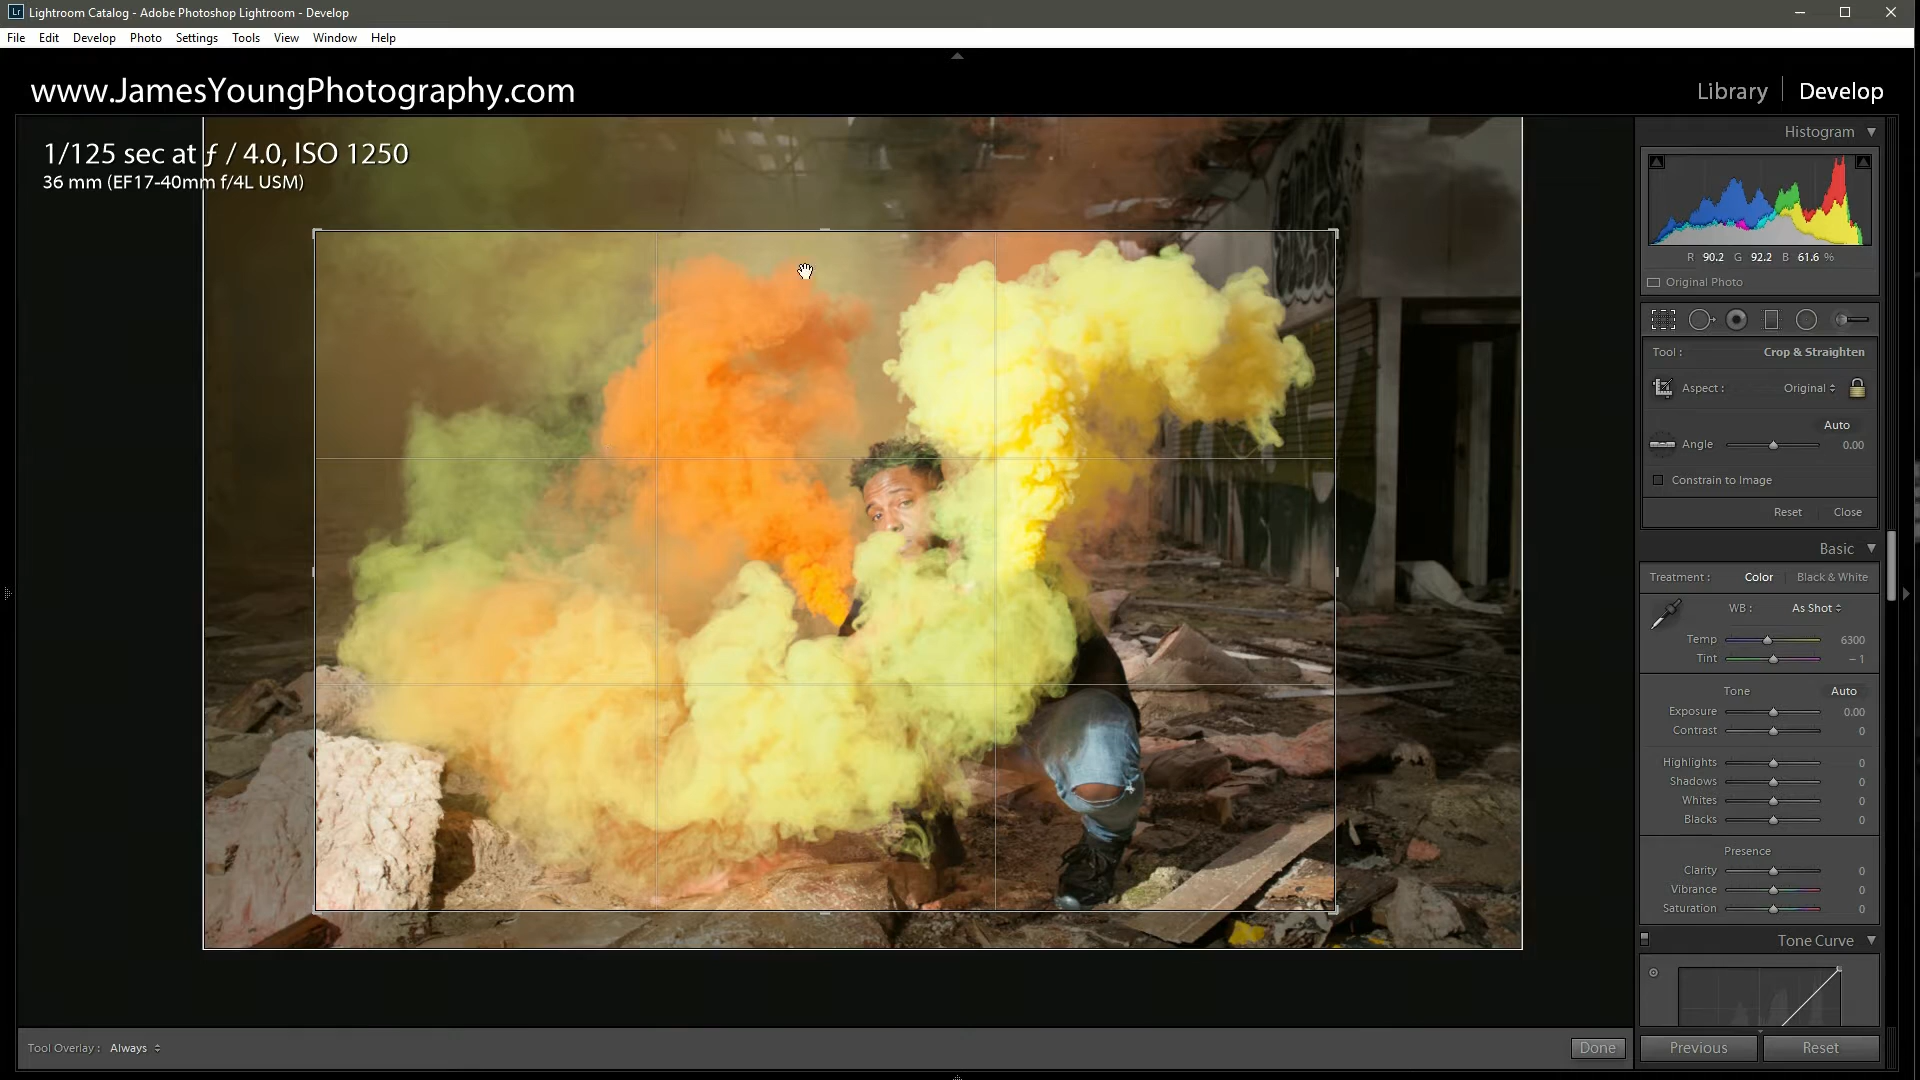 Lr Lightroom Catalog - Adobe Photoshop Lightroom - Develop
File Edit Develop Photo Settings Tools View Window Help
www.JamesYoungPhotography.com
Library Develop
1/125 sec at ƒ / 4.0, ISO 1250
36 mm (EF17-40mm f/4L USM)
Histogram
R 90.2 G 92.2 B 61.6 %
Original Photo
Tool : Crop & Straighten
Aspect : Original
Auto
Angle 0.00
Constrain to Image
Reset Close
Basic
Treatment : Color Black & White
WB : As Shot
Temp 6300
Tint – 1
Tone Auto
Exposure 0.00
Contrast 0
Highlights 0
Shadows 0
Whites 0
Blacks 0
Presence
Clarity 0
Vibrance 0
Saturation 0
Tone Curve
Tool Overlay : Always
Done
Previous Reset